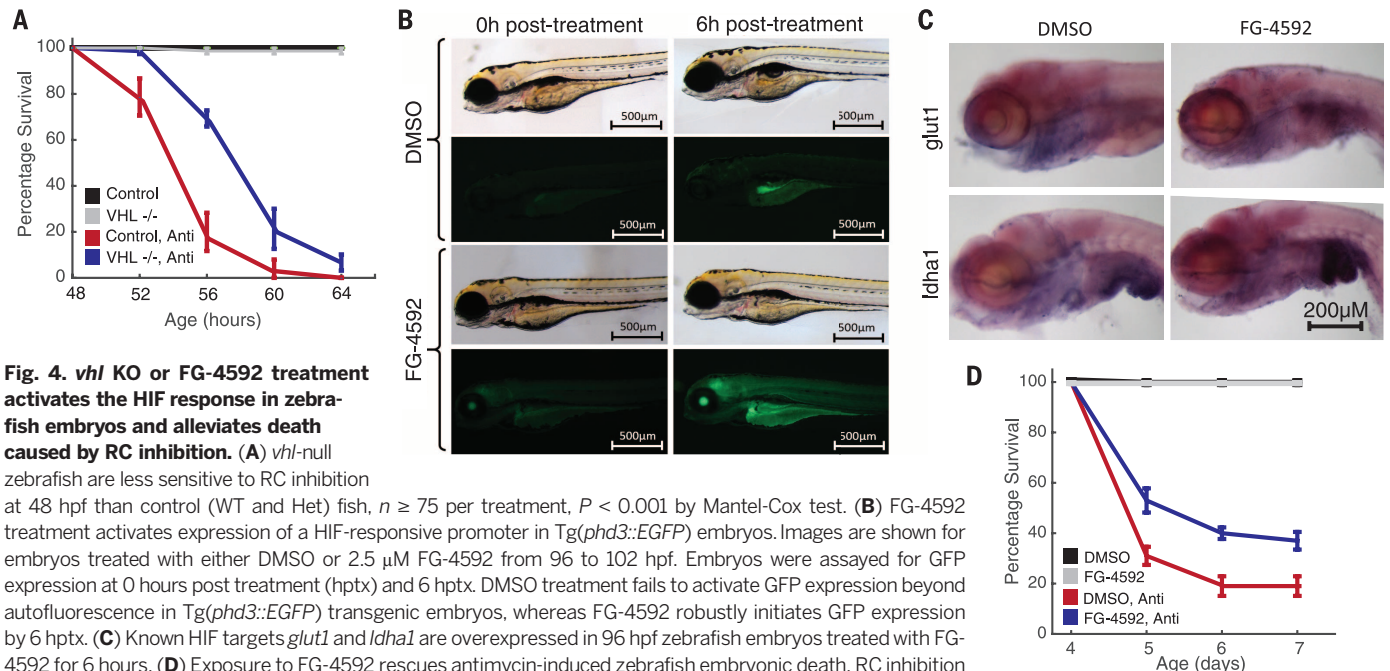 A
100
80
60
40
20
0
Percentage Survival
Control
VHL -/-
Control, Anti
VHL -/-, Anti
48 52 56 60 64
Age (hours)
B
0h post-treatment 6h post-treatment
DMSO
500µm 500µm
500µm 500µm
FG-4592
500µm 500µm
500µm 500µm
C
DMSO FG-4592
glut1
ldha1
200µM
Fig. 4. vhl KO or FG-4592 treatment
activates the HIF response in zebra-
fish embryos and alleviates death
caused by RC inhibition. (A) vhl-null
zebrafish are less sensitive to RC inhibition
at 48 hpf than control (WT and Het) fish, n ≥ 75 per treatment, P < 0.001 by Mantel-Cox test. (B) FG-4592
treatment activates expression of a HIF-responsive promoter in Tg(phd3::EGFP) embryos. Images are shown for
embryos treated with either DMSO or 2.5 μM FG-4592 from 96 to 102 hpf. Embryos were assayed for GFP
expression at 0 hours post treatment (hptx) and 6 hptx. DMSO treatment fails to activate GFP expression beyond
autofluorescence in Tg(phd3::EGFP) transgenic embryos, whereas FG-4592 robustly initiates GFP expression
by 6 hptx. (C) Known HIF targets glut1 and ldha1 are overexpressed in 96 hpf zebrafish embryos treated with FG-
4592 for 6 hours. (D) Exposure to FG-4592 rescues antimycin-induced zebrafish embryonic death. RC inhibition
D
100
80
60
40
20
0
Percentage Survival
DMSO
FG-4592
DMSO, Anti
FG-4592, Anti
4 5 6 7
Age (days)